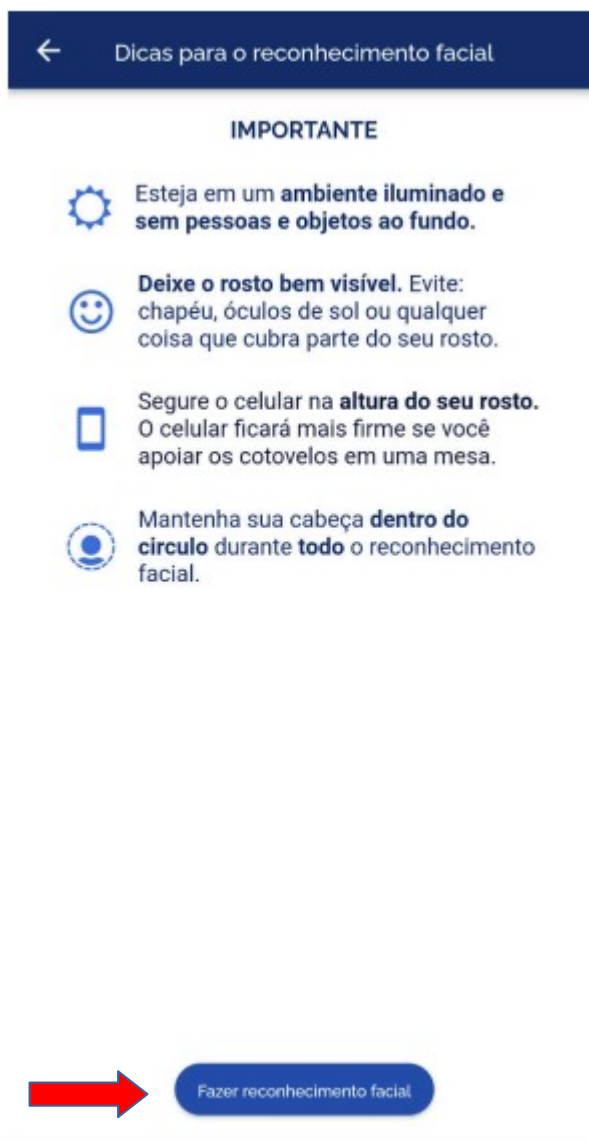 Dicas para o reconhecimento facial
IMPORTANTE
Esteja em um ambiente iluminado e
sem pessoas e objetos ao fundo.
Deixe o rosto bem visível. Evite:
chapéu, óculos de sol ou qualquer
coisa que cubra parte do seu rosto.
Segure o celular na altura do seu rosto.
O celular ficará mais firme se você
apoiar os cotovelos em uma mesa.
Mantenha sua cabeça dentro do
circulo durante todo o reconhecimento
facial.
Fazer reconhecimento facial